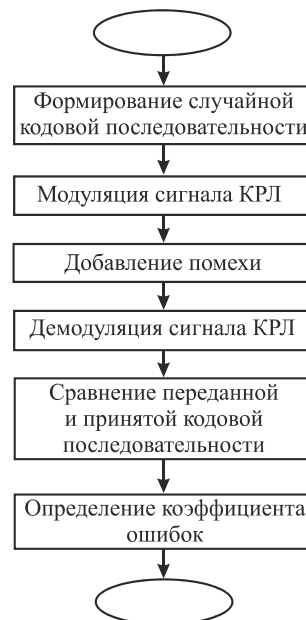 Формирование случайной
кодовой последовательности
Модуляция сигнала КРЛ
Добавление помехи
Демодуляция сигнала КРЛ
Сравнение переданной
и принятой кодовой
последовательности
Определение коэффициента
ошибок